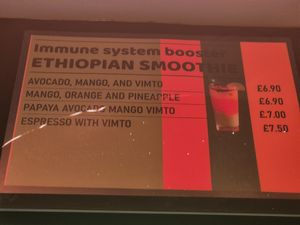 Immune system booster
ETHIOPIAN SMOOTHIE
AVOCADO, MANGO, AND VIMTO £6.90
MANGO, ORANGE AND PINEAPPLE £6.90
PAPAYA AVOCADO MANGO VIMTO £7.00
ESPRESSO WITH VIMTO £7.50